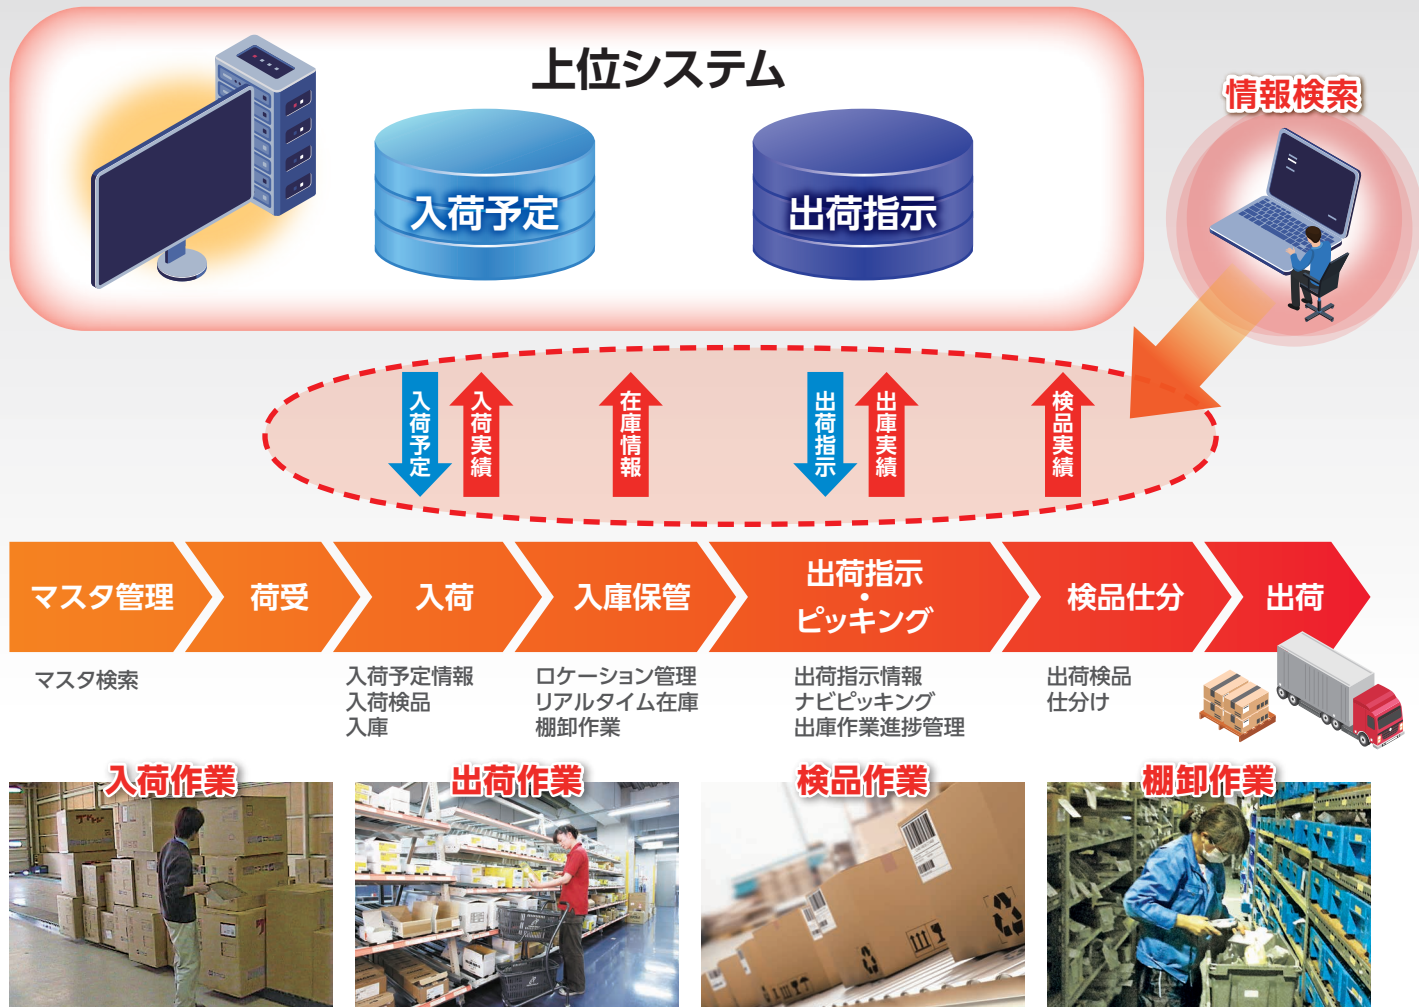 上位システム
情報検索
入荷予定
出荷指示
入荷予定
入荷実績
在庫情報
出荷指示
出庫実績
検品実績
マスタ管理
荷受
入荷
入庫保管
出荷指示
・
ピッキング
検品仕分
出荷
マスタ検索
入荷予定情報
入荷検品
入庫
ロケーション管理
リアルタイム在庫
棚卸作業
出荷指示情報
ナビピッキング
出庫作業進捗管理
出荷検品
仕分け
入荷作業
出荷作業
検品作業
棚卸作業